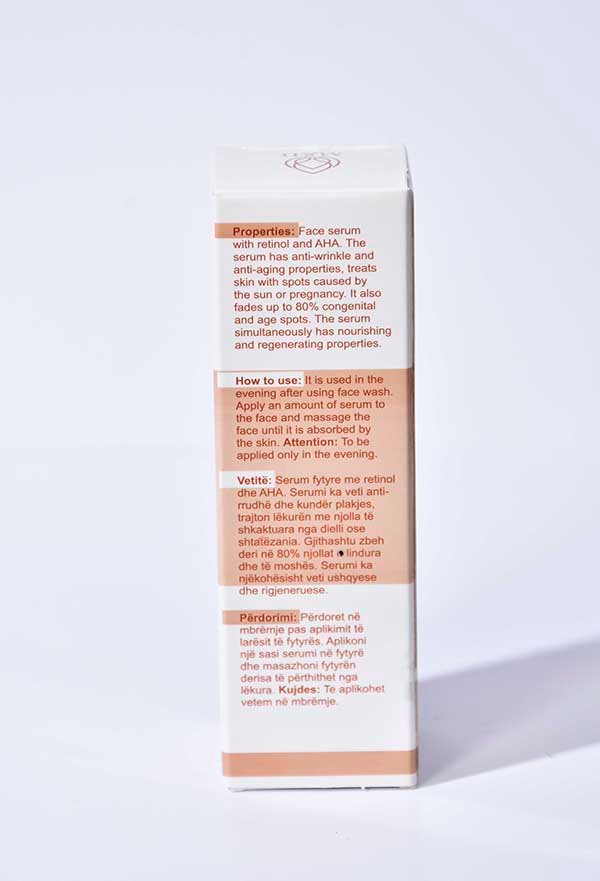 Properties: Face serum
with retinol and AHA. The
serum has anti-wrinkle and
anti-aging properties, treats
skin with spots caused by
the sun or pregnancy. It also
fades up to 80% congenital
and age spots. The serum
simultaneously has nourishing
and regenerating properties.
How to use: It is used in the
evening after using face wash.
Apply an amount of serum to
the face and massage the
face until it is absorbed by
the skin. Attention: To be
applied only in the evening.
Vetitë: Serum fytyre me retinol
dhe AHA. Serumi ka veti anti-
rrudhë dhe kundër plakjes,
trajton lëkurën me njolla të
shkaktuara nga dielli ose
shtatëzania. Gjithashtu zbeh
deri në 80% njollat e lindura
dhe të moshës. Serumi ka
njëkohësisht veti ushqyese
dhe rigjeneruese.
Përdorimi: Përdoret në
mbrëmje pas aplikimit të
larësit të fytyrës. Aplikoni
një sasi serumi në fytyrë
dhe masazhoni fytyrën
derisa të përthithet nga
lëkura. Kujdes: Te aplikohet
vetem në mbrëmje.